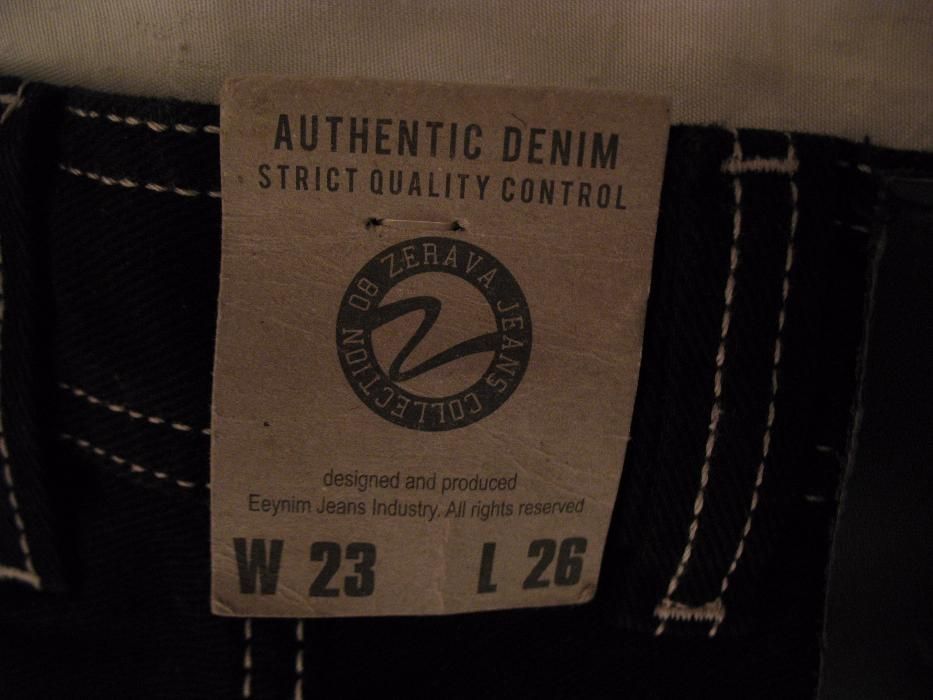 AUTHENTIC DENIM
STRICT QUALITY CONTROL
08 ZERAVA JEANS COLLECTION
designed and produced
Eeynim Jeans Industry. All rights reserved
W 23 L 26